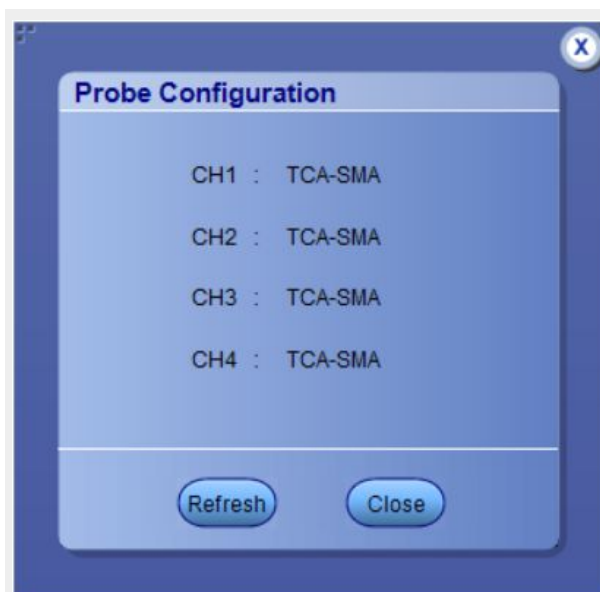 X
Probe Configuration
CH1 : TCA-SMA
CH2 : TCA-SMA
CH3 : TCA-SMA
CH4 : TCA-SMA
Refresh Close